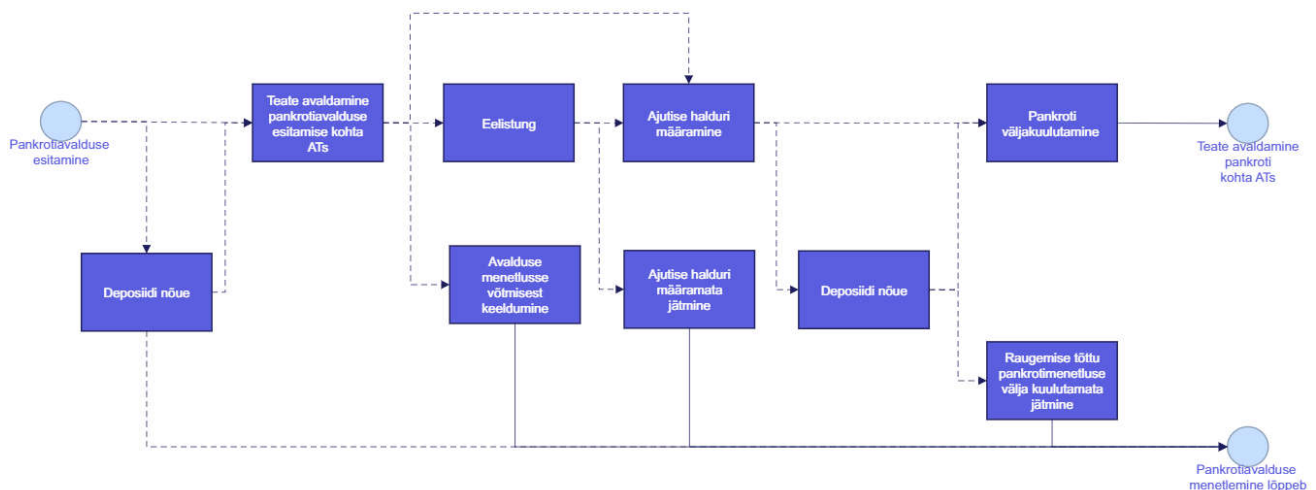 Pankrotiavalduse
esitamine
Teate avaldamine
pankrotiavalduse
esitamise kohta
ATs
Eelistung
Ajutise halduri
määramine
Pankroti
väljakuulutamine
Teate avaldamine
pankroti
kohta ATs
Deposiidi nõue
Avalduse
menetlusse
võtmisest
keeldumine
Ajutise halduri
määramata
jätmine
Deposiidi nõue
Raugemise tõttu
pankrotimenetluse
välja kuulutamata
jätmine
Pankrotiavalduse
menetlemine lõppeb